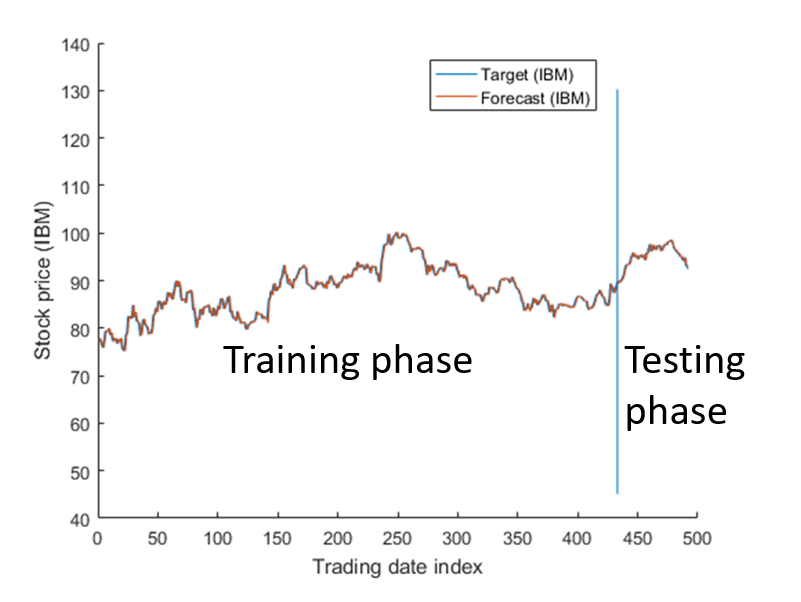 140
130
120
110
100
90
80
70
60
50
40
Stock price (IBM)
Target (IBM)
Forecast (IBM)
Training phase
Testing
phase
0 50 100 150 200 250 300 350 400 450 500
Trading date index